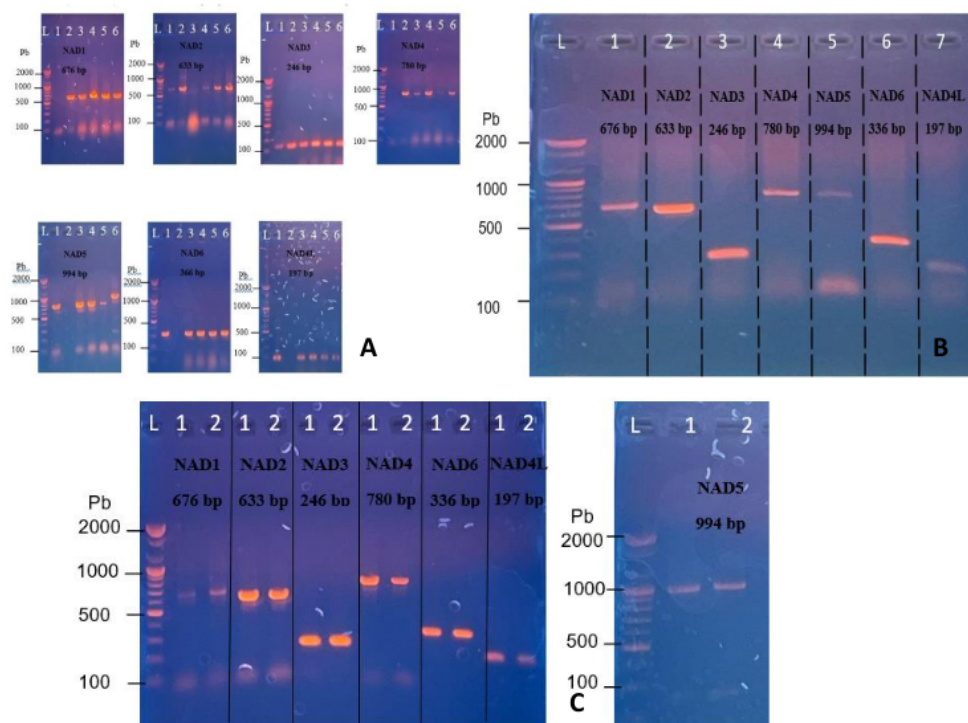 L 1 2 3 4 5 6
Pb
NAD1
676 bp
2000
1000
500
100
L 1 2 3 4 5 6
Pb
NAD2
633 bp
2000
1000
500
100
L 1 2 3 4 5 6
Pb
NAD3
246 bp
2000
1000
500
100
L 1 2 3 4 5 6
Pb
NAD4
780 bp
2000
1000
500
100
L 1 2 3 4 5 6
Pb
NAD5
994 bp
2000
1000
500
100
L 1 2 3 4 5 6
Pb
NAD6
366 bp
2000
1000
500
100
L 1 2 3 4 5 6
Pb
NAD4L
197 bp
2000
1000
500
100
A
L 1 2 3 4 5 6 7
Pb
NAD1 NAD2 NAD3 NAD4 NAD5 NAD6 NAD4L
676 bp 633 bp 246 bp 780 bp 994 bp 336 bp 197 bp
2000
1000
500
100
B
L 1 2 1 2 1 2 1 2 1 2 1 2
NAD1 NAD2 NAD3 NAD4 NAD6 NAD4L
Pb 676 bp 633 bp 246 bp 780 bp 336 bp 197 bp
2000
1000
500
100
C
L 1 2
NAD5
Pb 994 bp
2000
1000
500
100